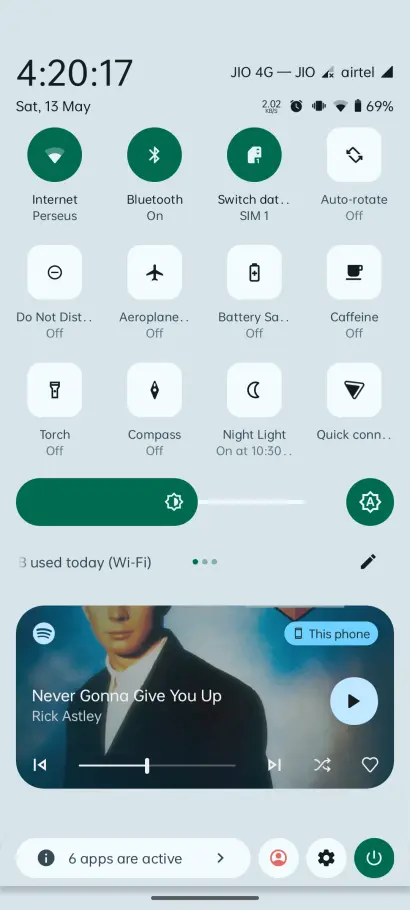 4:20:17
JIO 4G — JIO airtel
Sat, 13 May
2.02
KB/S
69%
Internet
Perseus
Bluetooth
On
1
Switch dat..
SIM 1
Auto-rotate
Off
Do Not Dist..
Off
Aeroplane..
Off
Battery Sa..
Off
Caffeine
Off
Torch
Off
Compass
Off
Night Light
On at 10:30..
Quick conn..
A
B used today (Wi-Fi)
This phone
Never Gonna Give You Up
Rick Astley
6 apps are active